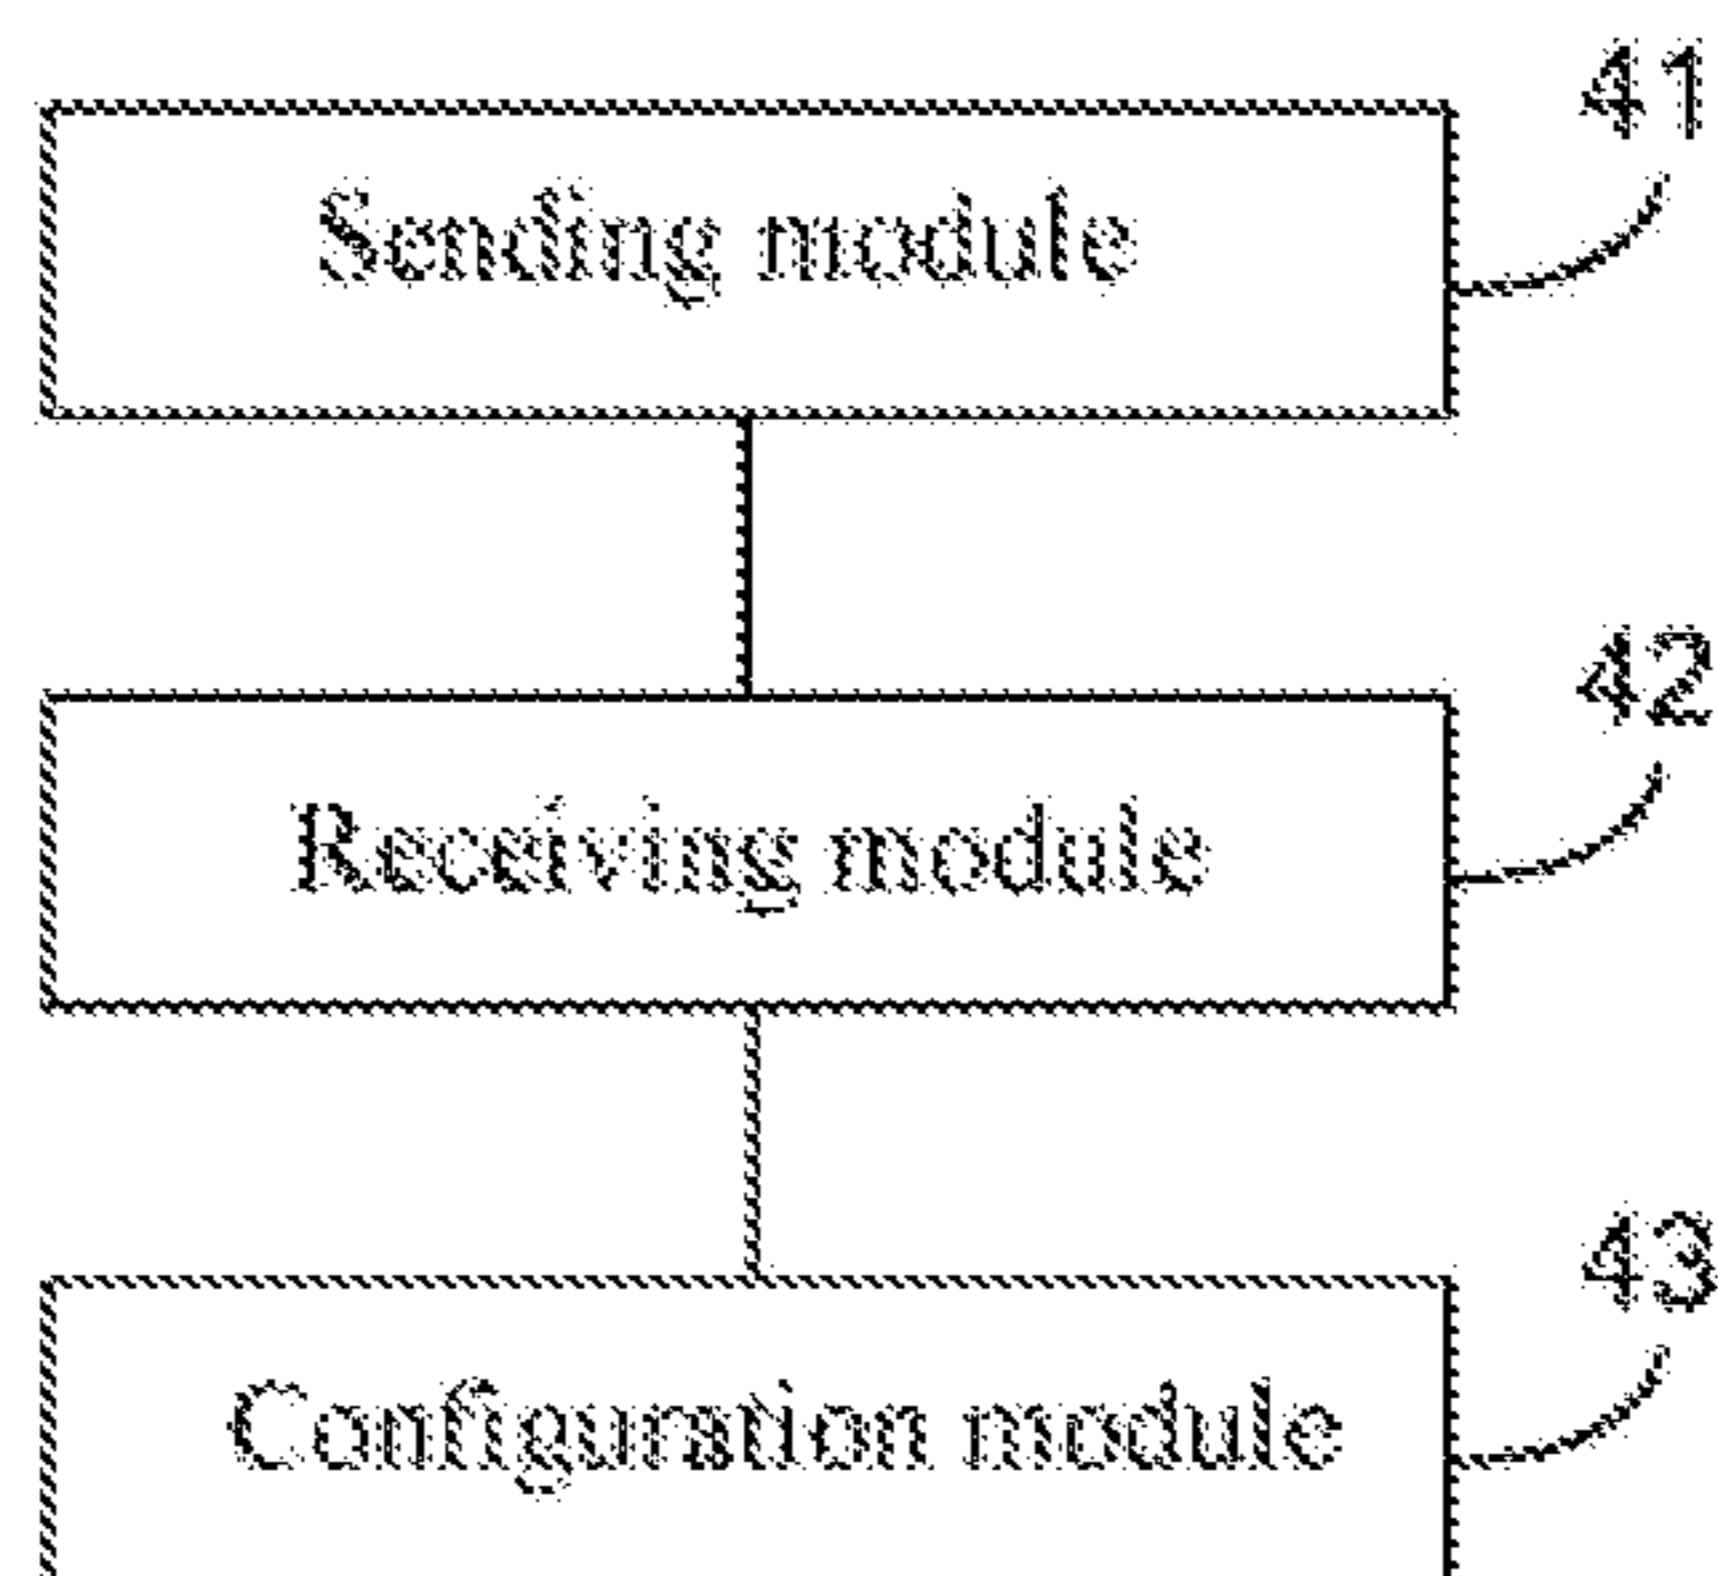 41
Sending module
42
Receiving module
43
Configuration module